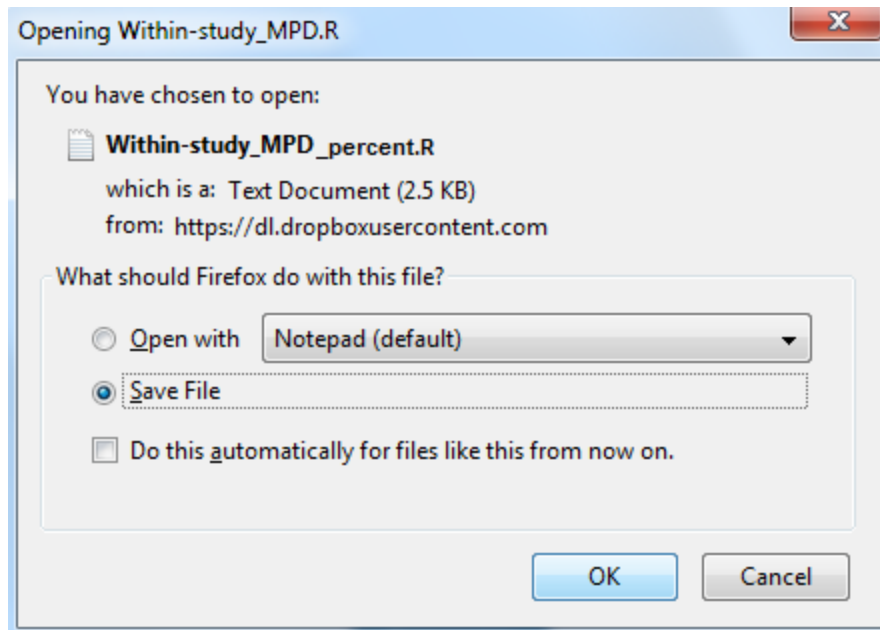 Opening Within-study_MPD.R
X
You have chosen to open:
Within-study_MPD_percent.R
which is a: Text Document (2.5 KB)
from: https://dl.dropboxusercontent.com
What should Firefox do with this file?
Open with Notepad (default)
Save File
Do this automatically for files like this from now on.
OK Cancel